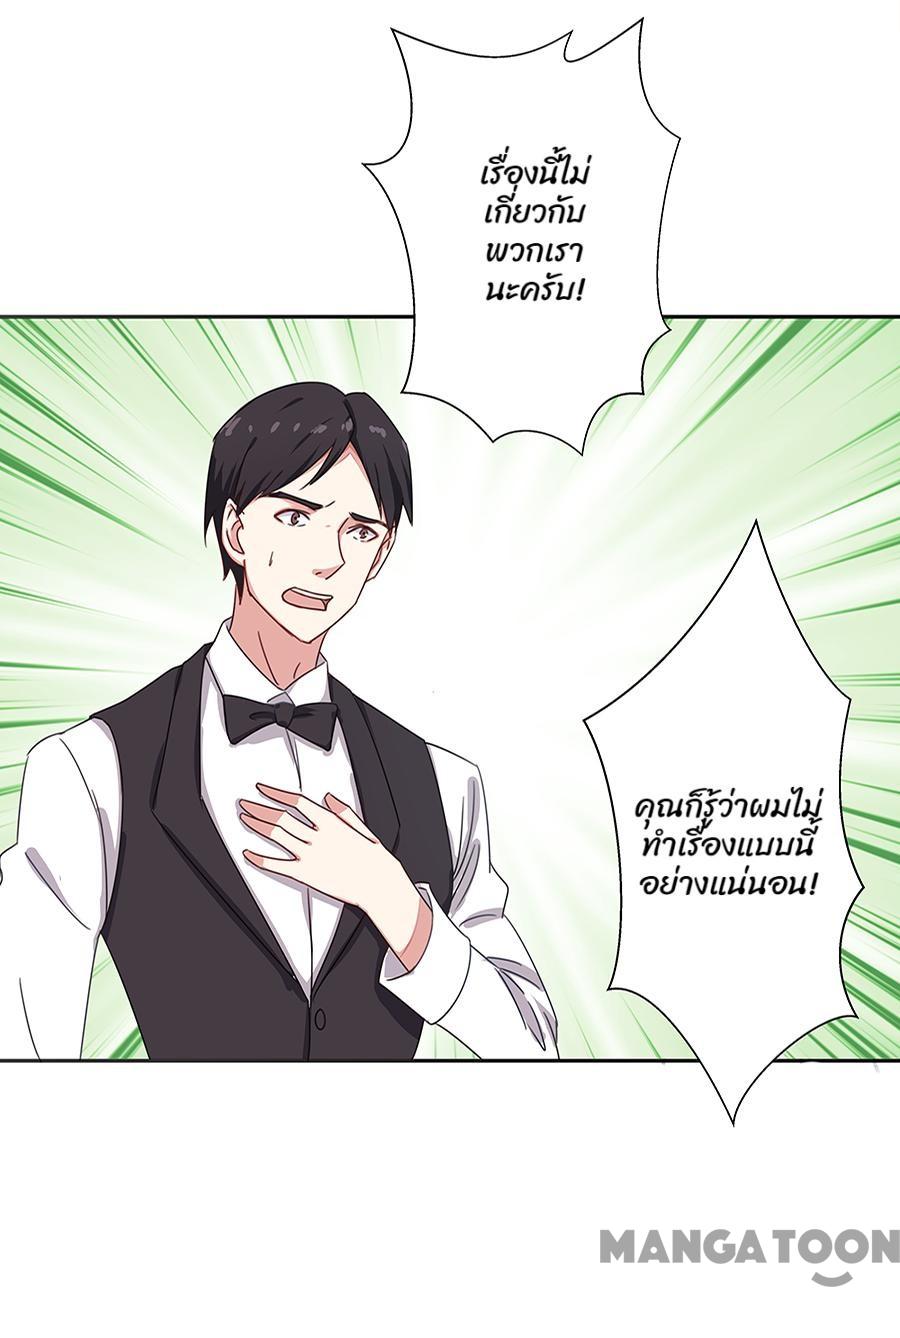 เรื่องนี้ไม่
เกี่ยวกับ
พวกเรา
นะครับ!
คุณก็รู้ว่าผมไม่
ทำเรื่องแบบนี้
อย่างแน่นอน!
MANGATOON